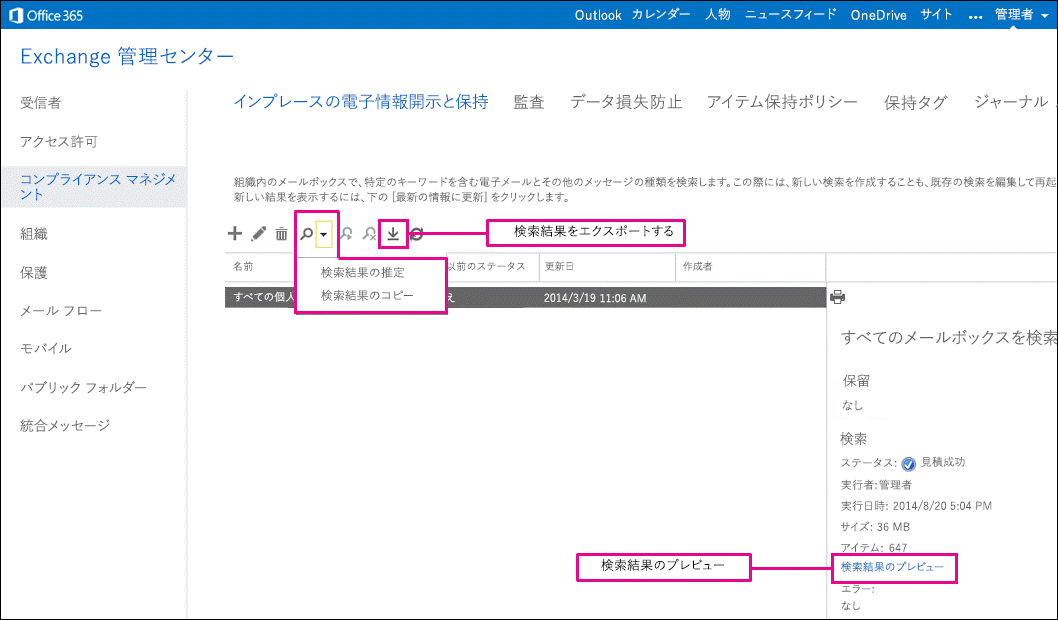 Office 365
Outlook カレンダー 人物 ニュースフィード OneDrive サイト ... 管理者
Exchange 管理センター
受信者
アクセス許可
コンプライアンス マネジメ
ント
組織
保護
メール フロー
モバイル
パブリック フォルダー
統合メッセージ
インプレースの電子情報開示と保持 監査 データ損失防止 アイテム保持ポリシー 保持タグ ジャーナル
組織内のメールボックスで、特定のキーワードを含む電子メールとその他のメッセージの種類を検索します。この際には、新しい検索を作成することも、既存の検索を編集して再起
新しい結果を表示するには、下の [最新の情報に更新] をクリックします。
検索結果をエクスポートする
名前 以前のステータス 更新日 作成者
検索結果の推定
検索結果のコピー
すべての個人 え 2014/3/19 11:06 AM
すべてのメールボックスを検索
保留
なし
検索
ステータス: 見積成功
実行者:管理者
実行日時: 2014/8/20 5:04 PM
サイズ: 36 MB
アイテム: 647
検索結果のプレビュー
検索結果のプレビュー
エラー:
なし